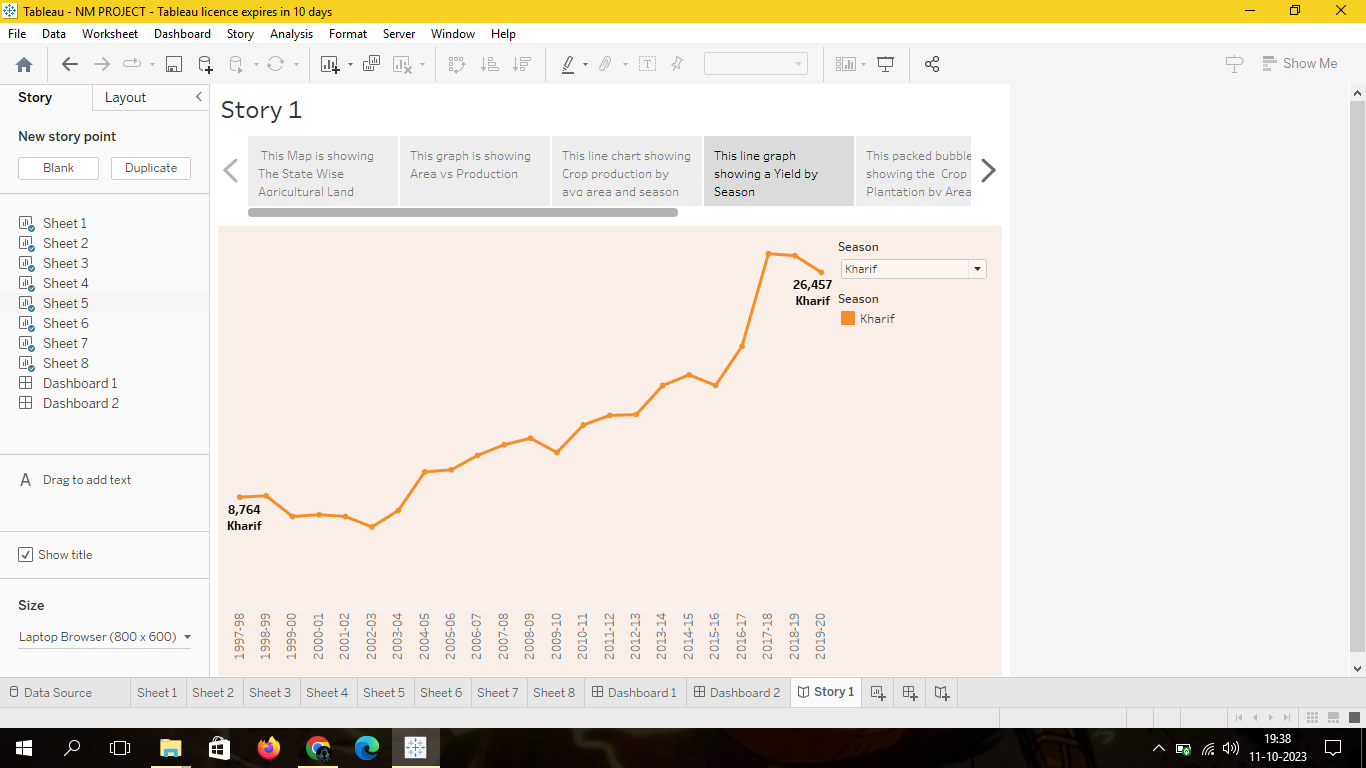 Tableau - NM PROJECT - Tableau licence expires in 10 days
File Data Worksheet Dashboard Story Analysis Format Server Window Help
Show Me
Story Layout
New story point
Blank Duplicate
Sheet 1
Sheet 2
Sheet 3
Sheet 4
Sheet 5
Sheet 6
Sheet 7
Sheet 8
Dashboard 1
Dashboard 2
A Drag to add text
Show title
Size
Laptop Browser (800 x 600)
Story 1
This Map is showing
The State Wise
Agricultural Land
This graph is showing
Area vs Production
This line chart showing
Crop production by
avg area and season
This line graph
showing a Yield by
Season
This packed bubble
showing the Crop
Plantation by Area
Season
Kharif
Season
Kharif
26,457
Kharif
8,764
Kharif
1997-98
1998-99
1999-00
2000-01
2001-02
2002-03
2003-04
2004-05
2005-06
2006-07
2007-08
2008-09
2009-10
2010-11
2011-12
2012-13
2013-14
2014-15
2015-16
2016-17
2017-18
2018-19
2019-20
Data Source Sheet 1 Sheet 2 Sheet 3 Sheet 4 Sheet 5 Sheet 6 Sheet 7 Sheet 8 Dashboard 1 Dashboard 2 Story 1
19:38
11-10-2023